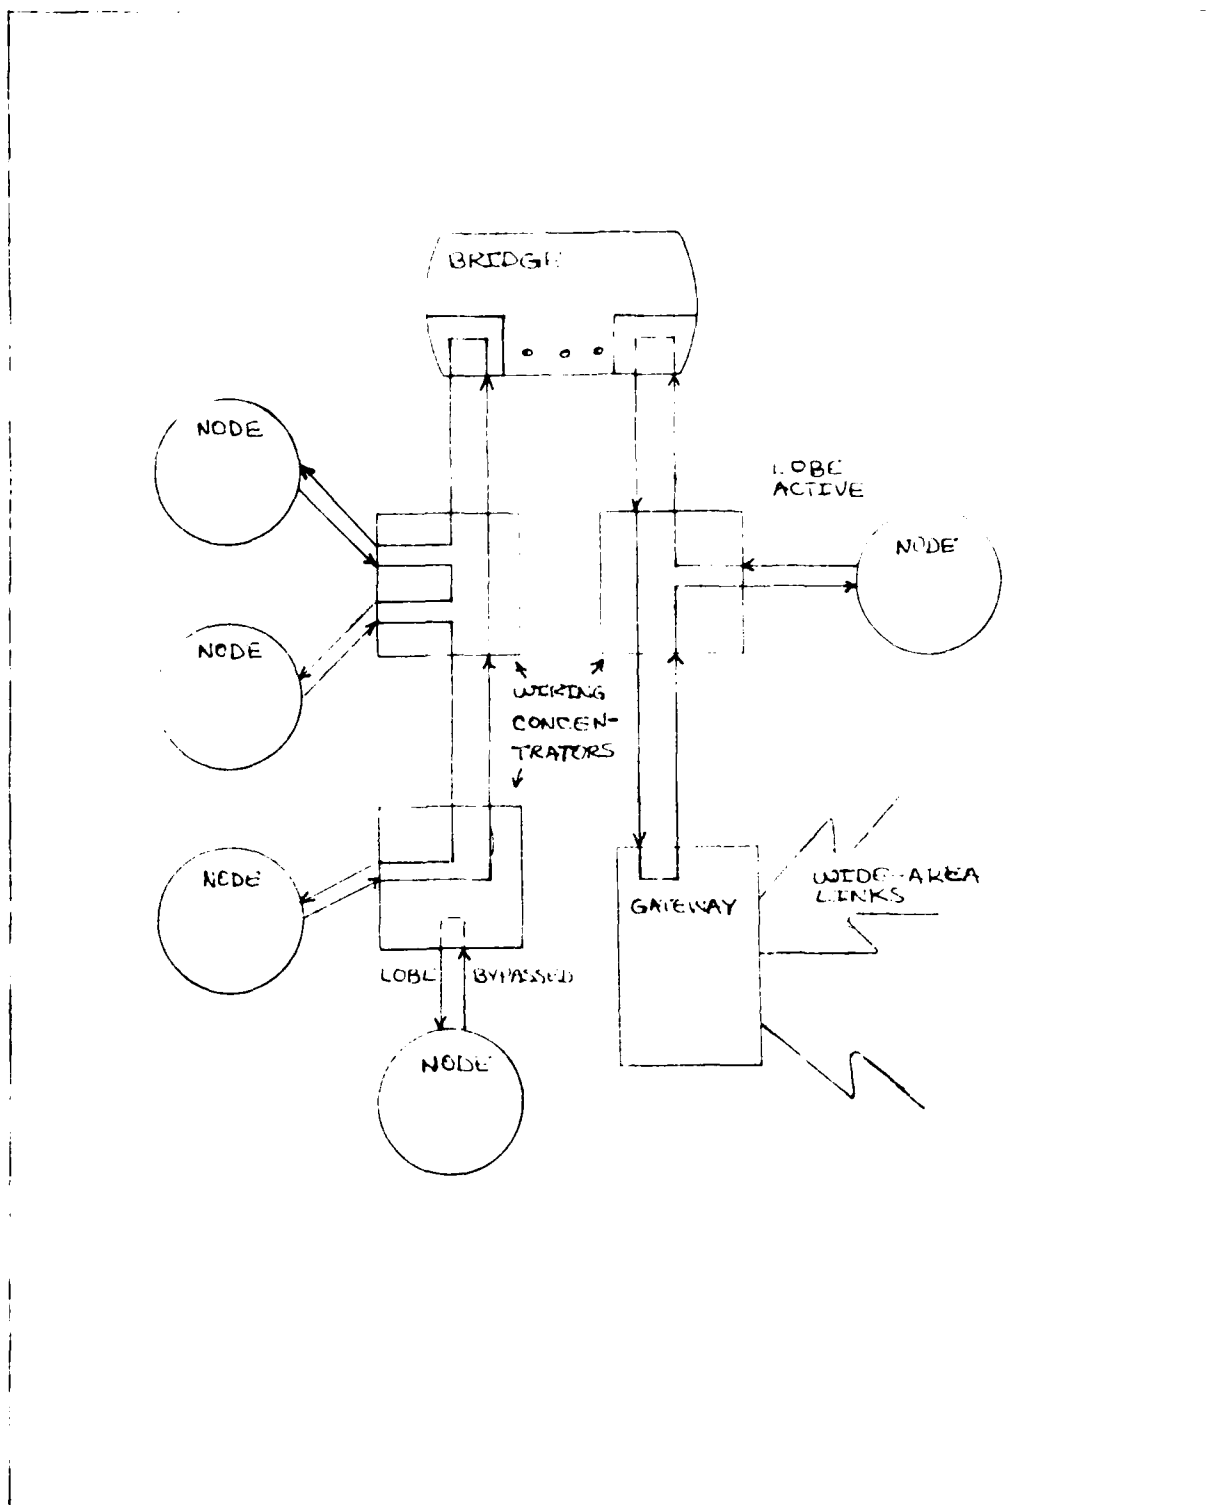 BRIDGE
NODE
LOBE
ACTIVE
NODE
NODE
WIRING
CONCEN-
TRATORS
NODE
WIDE-AREA
LINKS
GATEWAY
LOBE BYPASSED
NODE